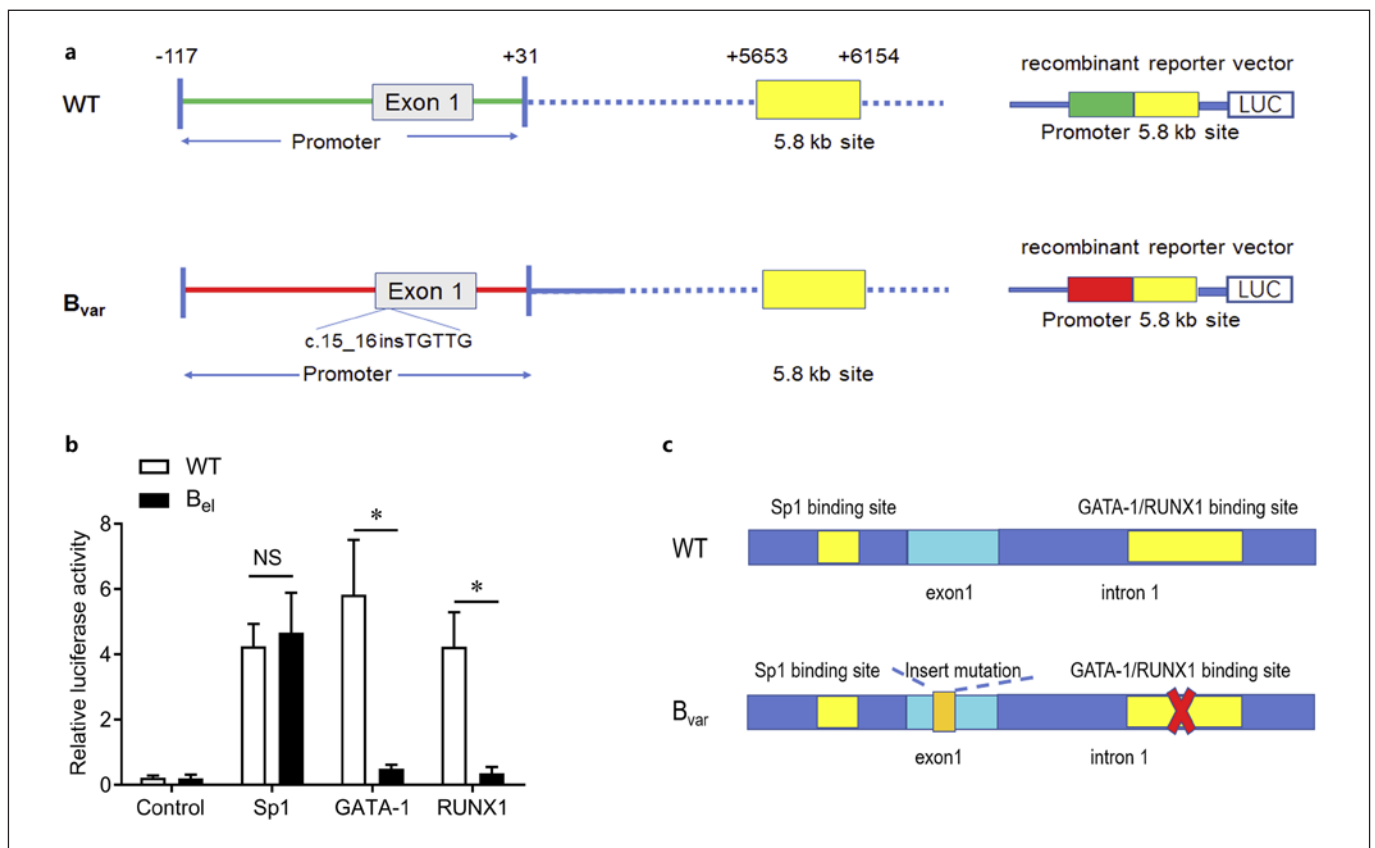 a
-117
+31
+5653
+6154
recombinant reporter vector
WT
Exon 1
LUC
Promoter
5.8 kb site
Promoter 5.8 kb site
recombinant reporter vector
Bvar
Exon 1
LUC
c.15_16insTGTTG
Promoter 5.8 kb site
Promoter
5.8 kb site
b
WT
Bel
Relative luciferase activity
8
6
4
2
0
NS
*
*
Control
Sp1
GATA-1
RUNX1
c
Sp1 binding site
GATA-1/RUNX1 binding site
WT
exon1
intron 1
Sp1 binding site
Insert mutation
GATA-1/RUNX1 binding site
Bvar
exon1
intron 1